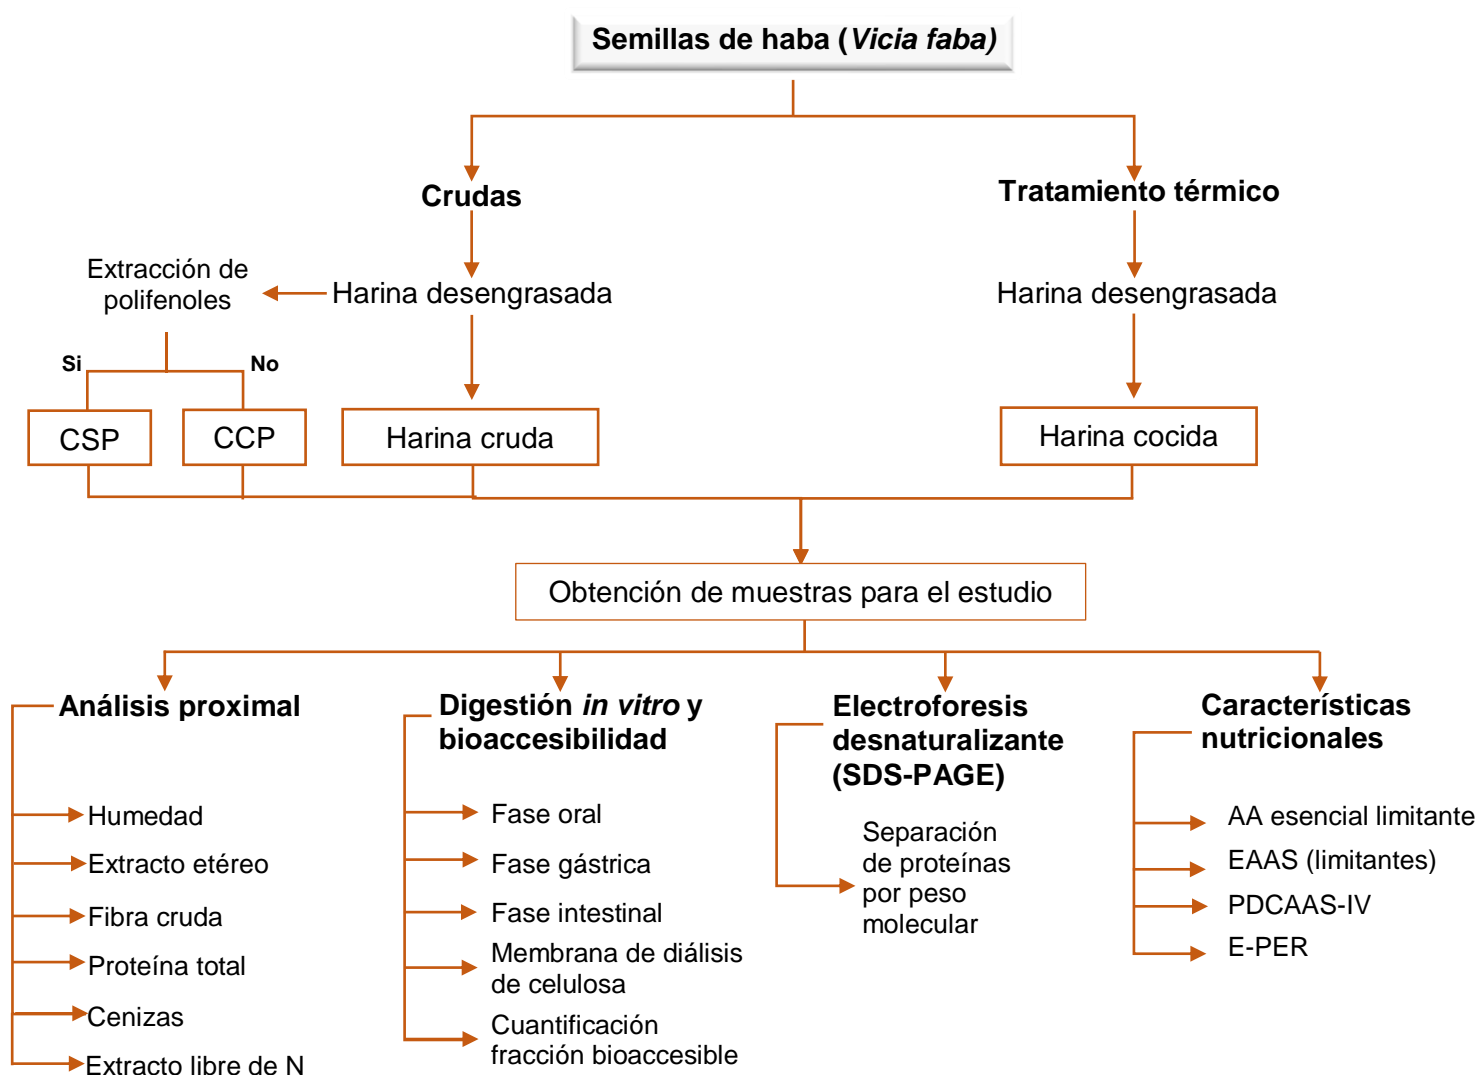 Semillas de haba (Vicia faba)
Crudas
Tratamiento térmico
Extracción de
polifenoles
Harina desengrasada
Harina desengrasada
Si
No
CSP
CCP
Harina cruda
Harina cocida
Obtención de muestras para el estudio
Análisis proximal
Humedad
Extracto etéreo
Fibra cruda
Proteína total
Cenizas
Extracto libre de N
Digestión in vitro y
bioaccesibilidad
Fase oral
Fase gástrica
Fase intestinal
Membrana de diálisis
de celulosa
Cuantificación
fracción bioaccesible
Electroforesis
desnaturalizante
(SDS-PAGE)
Separación
de proteínas
por peso
molecular
Características
nutricionales
AA esencial limitante
EAAS (limitantes)
PDCAAS-IV
E-PER